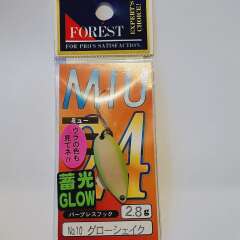 FOREST
FOR PRO'S SATISFACTION.
EXPERT'S CHOICE!
MIU
ミュー
ウラの色も
見てネ!!
蓄光
GLOW
バーブレスフック
2.8g
No.10 グローシェイク